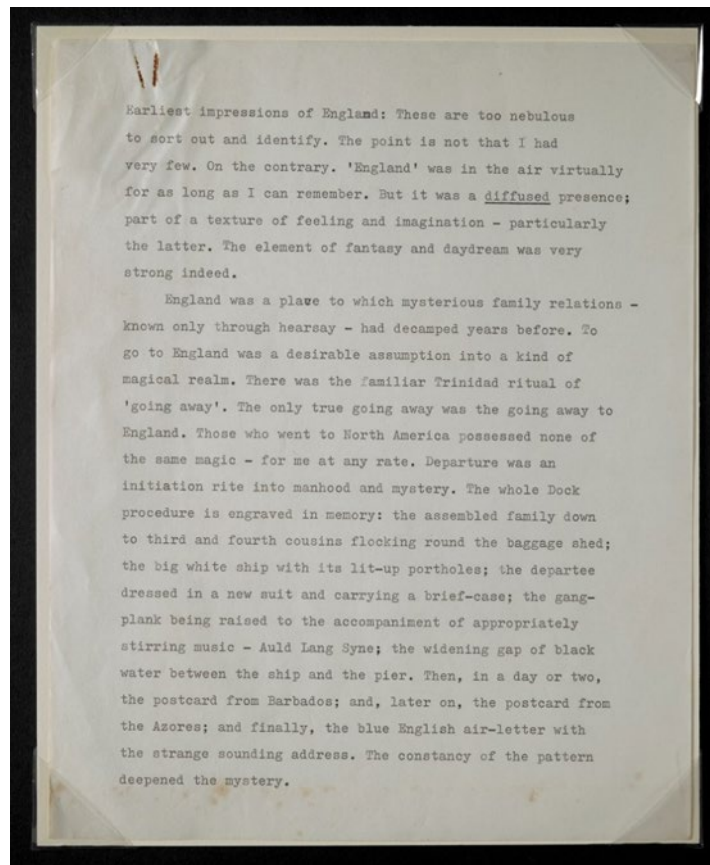 Earliest impressions of England: These are too nebulous
to sort out and identify. The point is not that I had
very few. On the contrary. 'England' was in the air virtually
for as long as I can remember. But it was a diffused presence;
part of a texture of feeling and imagination - particularly
the latter. The element of fantasy and daydream was very
strong indeed.
England was a place to which mysterious family relations -
known only through hearsay - had decamped years before. To
go to England was a desirable assumption into a kind of
magical realm. There was the familiar Trinidad ritual of
'going away'. The only true going away was the going away to
England. Those who went to North America possessed none of
the same magic - for me at any rate. Departure was an
initiation rite into manhood and mystery. The whole Dock
procedure is engraved in memory: the assembled family down
to third and fourth cousins flocking round the baggage shed;
the big white ship with its lit-up portholes; the departee
dressed in a new suit and carrying a brief-case; the gang-
plank being raised to the accompaniment of appropriately
stirring music - Auld Lang Syne; the widening gap of black
water between the ship and the pier. Then, in a day or two,
the postcard from Barbados; and, later on, the postcard from
the Azores; and finally, the blue English air-letter with
the strange sounding address. The constancy of the pattern
deepened the mystery.